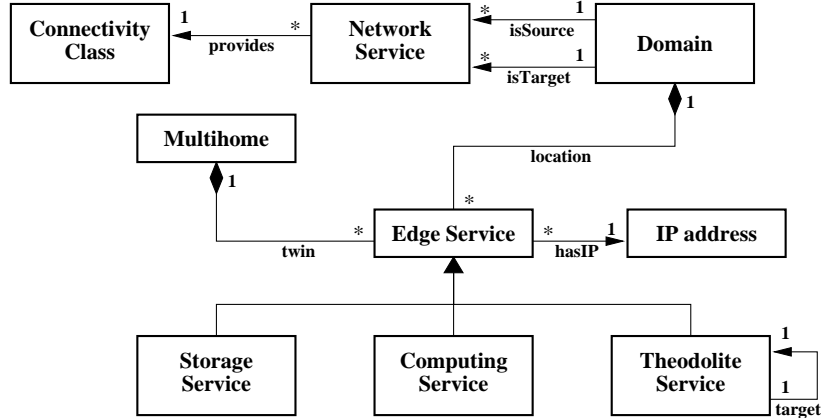 Connectivity
Class
1
*
provides
Network
Service
*
1
isSource
*
1
isTarget
Domain
1
Multihome
1
location
*
*
twin
Edge Service
*
1
hasIP
IP address
Storage
Service
Computing
Service
Theodolite
Service
1
1
target